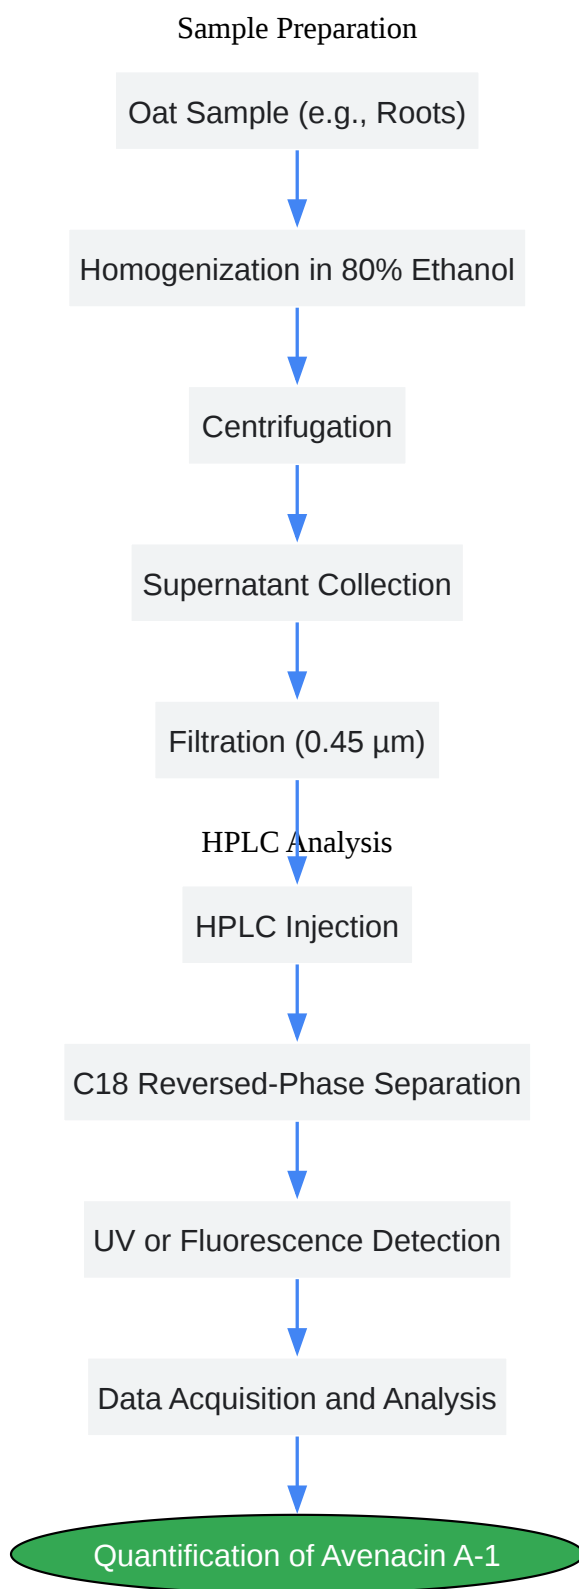 Sample Preparation
Oat Sample (e.g., Roots)
Homogenization in 80% Ethanol
Centrifugation
Supernatant Collection
Filtration (0.45 µm)
HPLC Analysis
HPLC Injection
C18 Reversed-Phase Separation
UV or Fluorescence Detection
Data Acquisition and Analysis
Quantification of Avenacin A-1